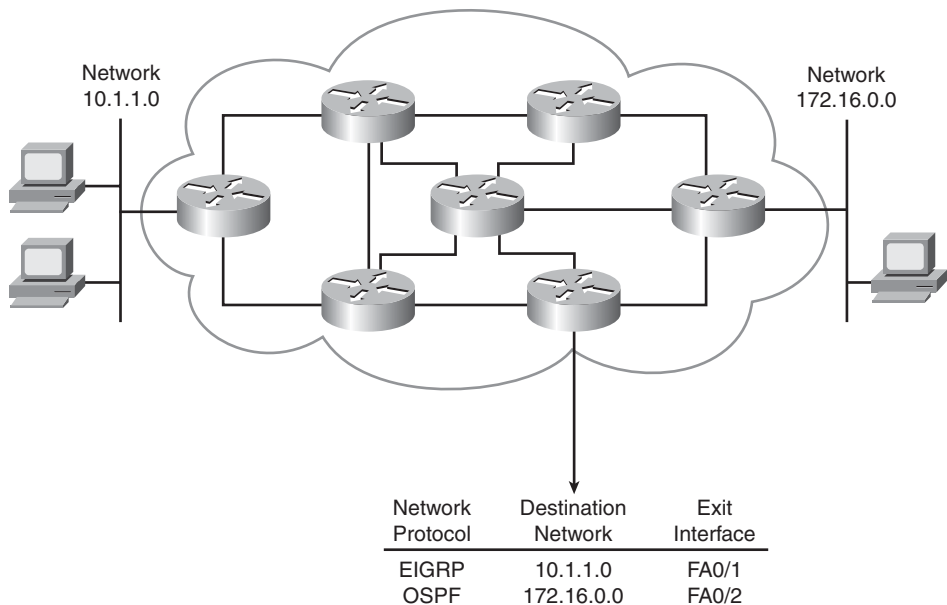 Network
10.1.1.0
Network
172.16.0.0
Network Destination Exit
Protocol Network Interface
EIGRP 10.1.1.0 FA0/1
OSPF 172.16.0.0 FA0/2